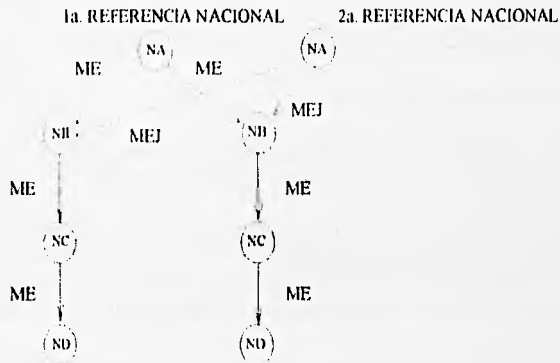 1a. REFERENCIA NACIONAL 2a. REFERENCIA NACIONAL
NA NA
ME ME
MEJ
NB MEJ NB
ME ME
NC NC
ME ME
ND ND